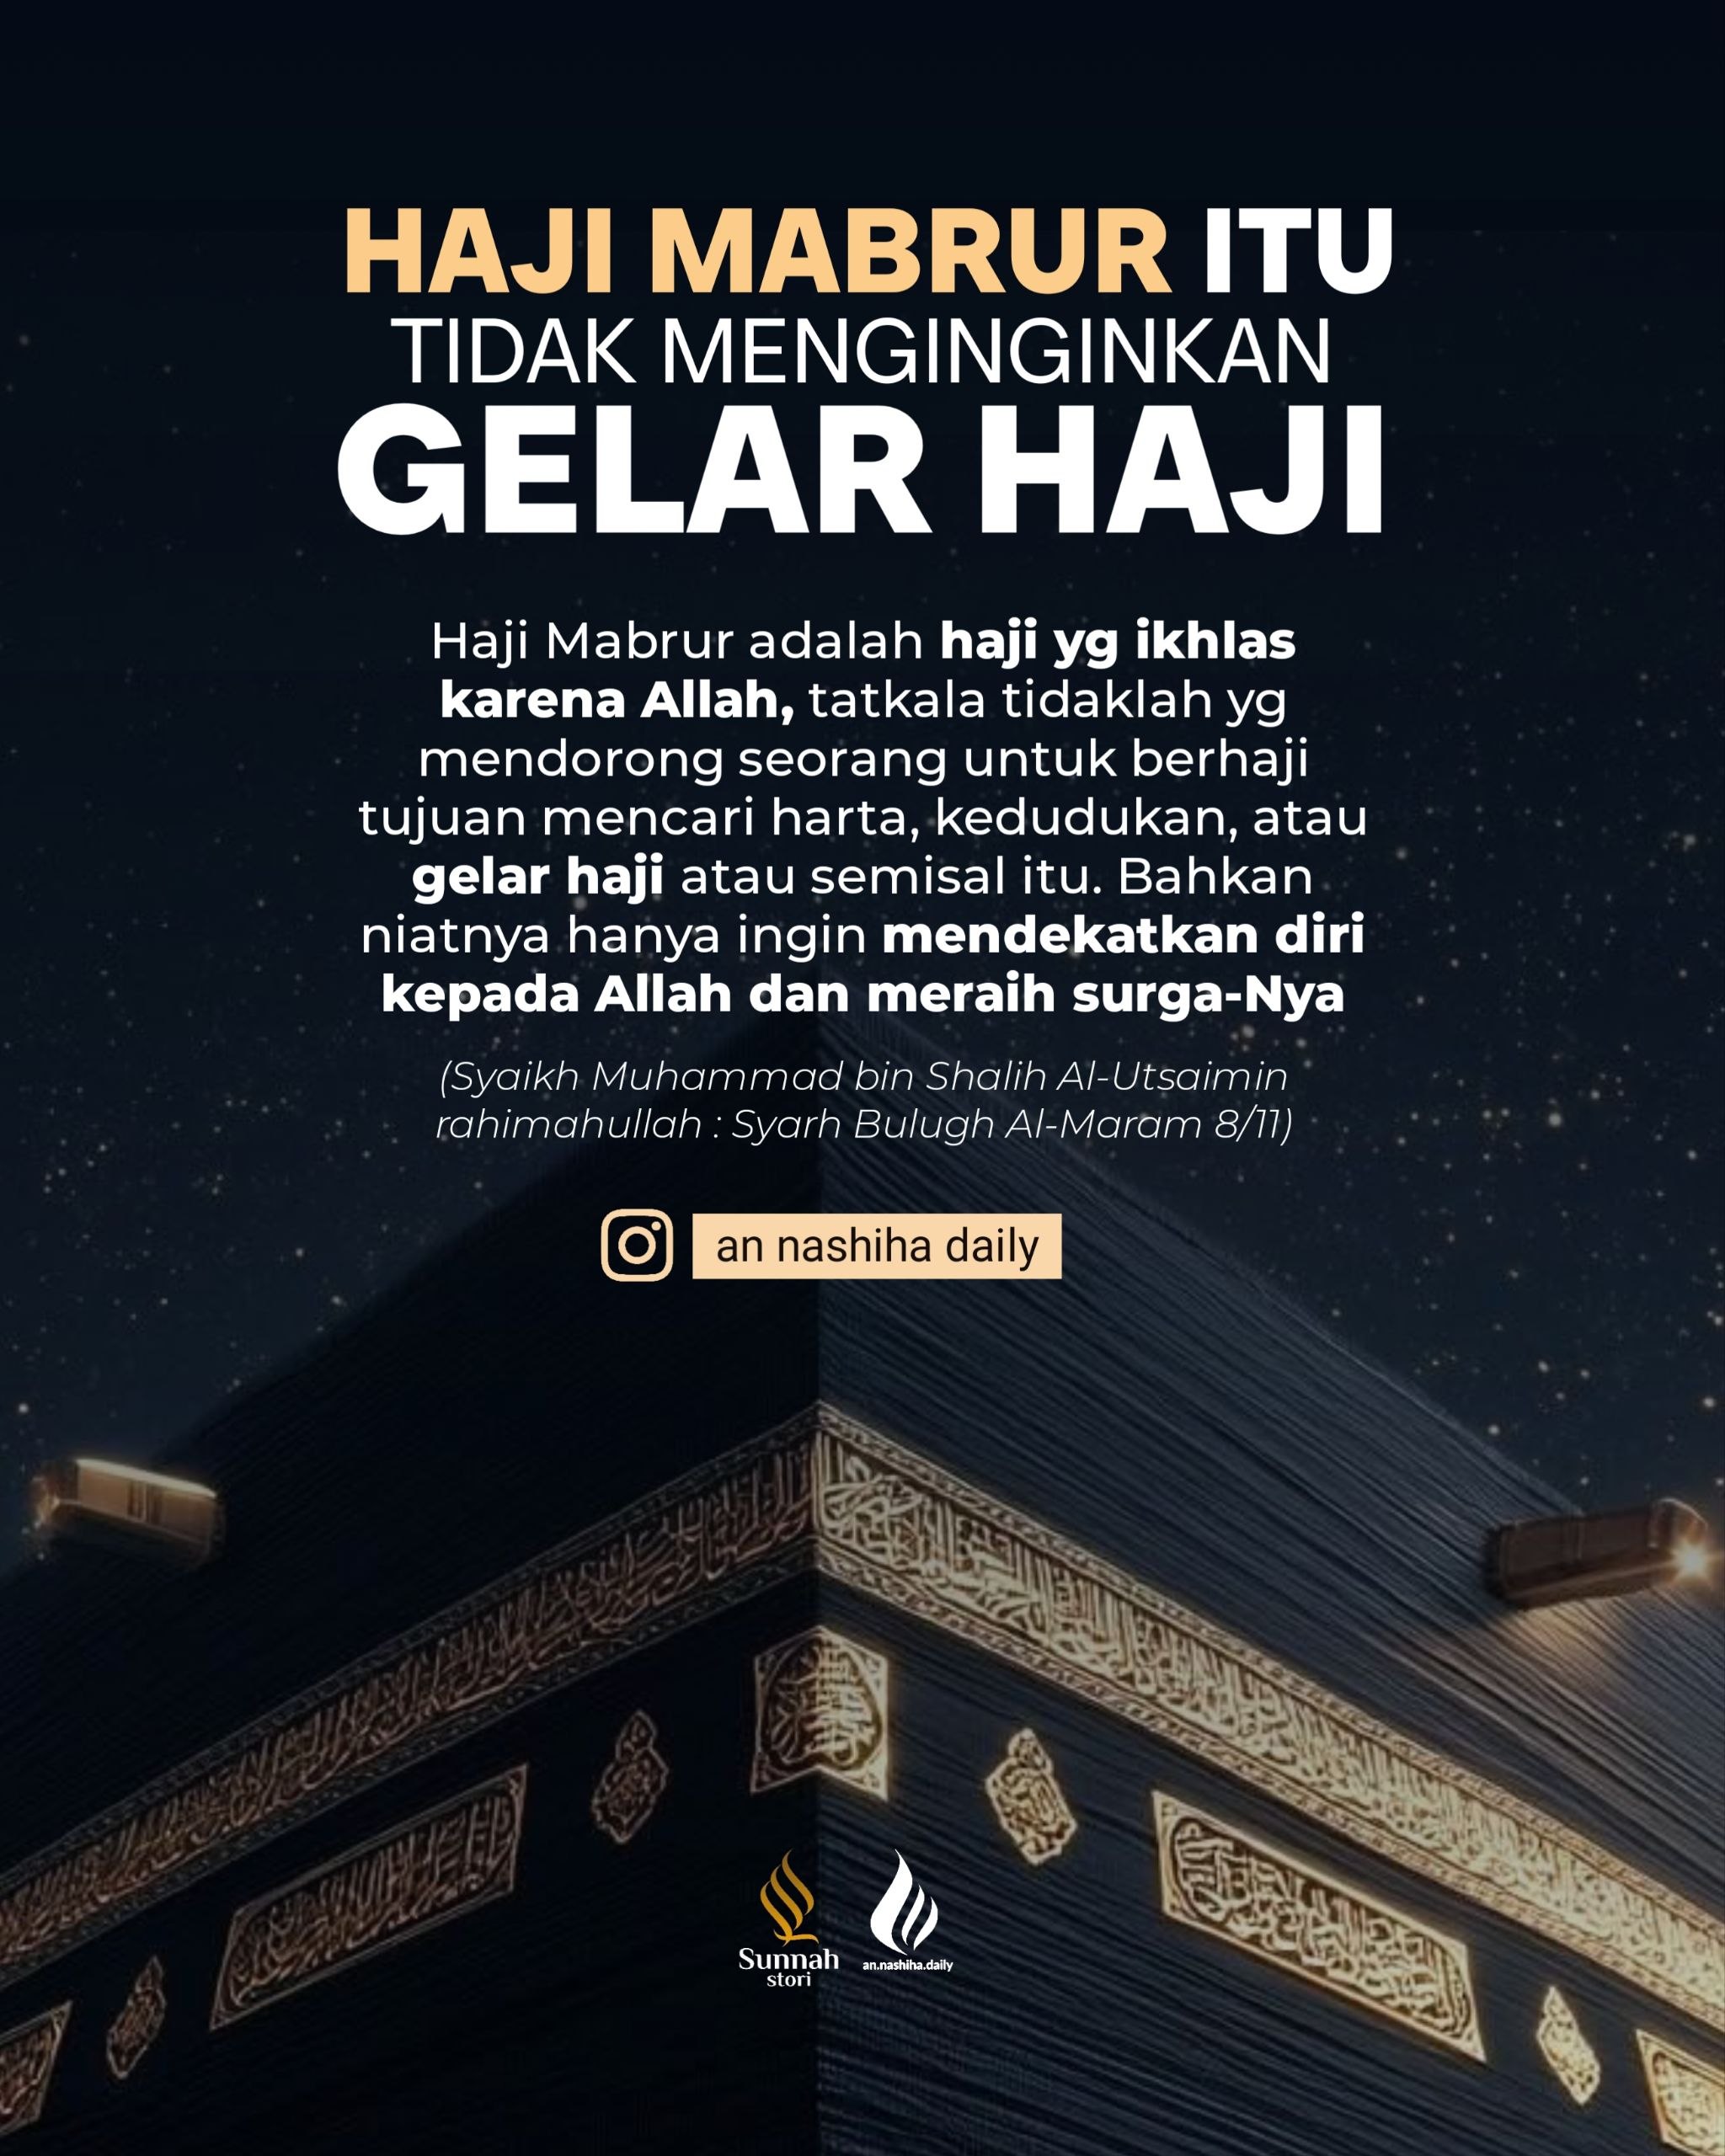 HAJI MABRUR ITU
TIDAK MENGINGINKAN
GELAR HAJI
Haji Mabrur adalah haji yg ikhlas
karena Allah, tatkala tidaklah yg
mendorong seorang untuk berhaji
tujuan mencari harta, kedudukan, atau
gelar haji atau semisal itu. Bahkan
niatnya hanya ingin mendekatkan diri
kepada Allah dan meraih surga-Nya
(Syaikh Muhammad bin Shalih Al-Utsaimin
rahimahullah : Syarh Bulugh Al-Maram 8/11)
an nashiha daily
Sunnah
stori
an.nashiha.daily